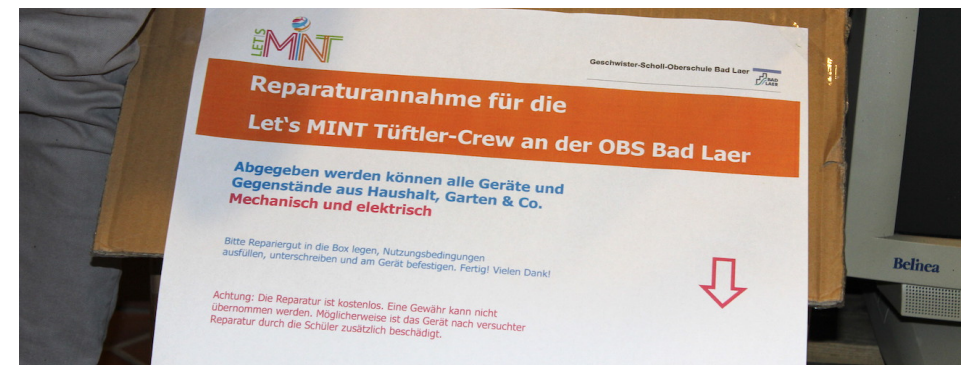 LET'S MINT
Geschwister-Scholl-Oberschule Bad Laer
BAD
LAER
Reparaturannahme für die
Let's MINT Tüftler-Crew an der OBS Bad Laer
Abgegeben werden können alle Geräte und
Gegenstände aus Haushalt, Garten & Co.
Mechanisch und elektrisch
Bitte Repariergut in die Box legen, Nutzungsbedingungen
ausfüllen, unterschreiben und am Gerät befestigen. Fertig! Vielen Dank!
Achtung: Die Reparatur ist kostenlos. Eine Gewähr kann nicht
übernommen werden. Möglicherweise ist das Gerät nach versuchter
Reparatur durch die Schüler zusätzlich beschädigt.
Belinea